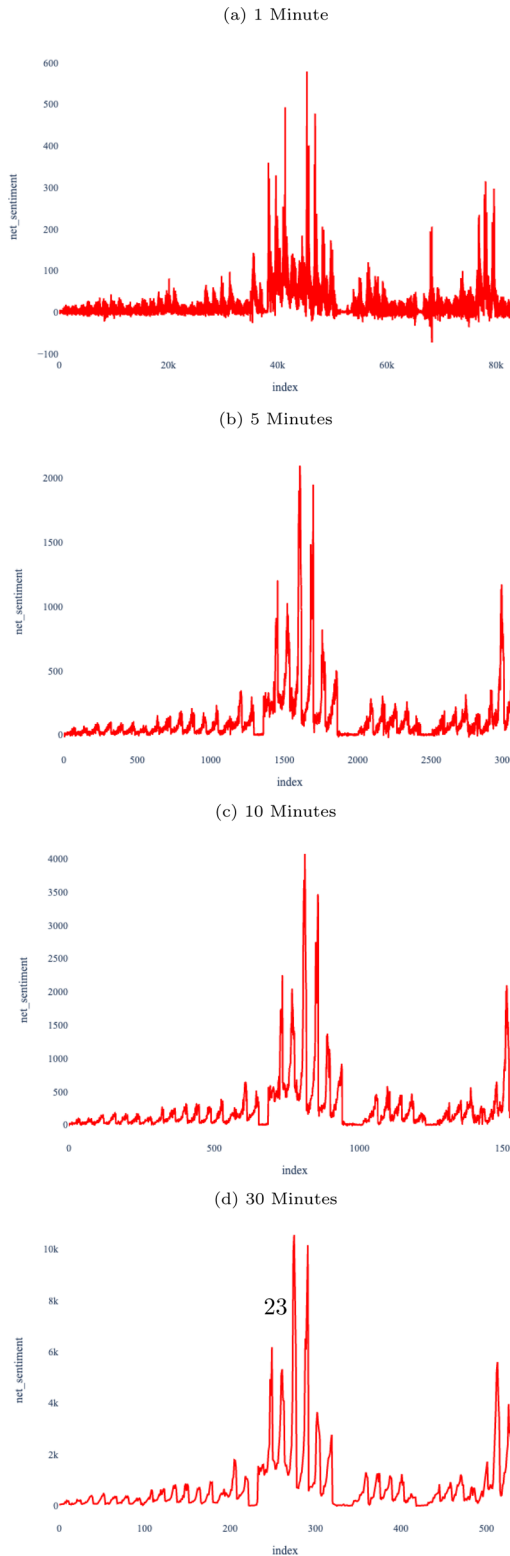 (a) 1 Minute
600
500
400
300
200
100
0
−100
net_sentiment
0 20k 40k 60k 80k
index
(b) 5 Minutes
2000
1500
1000
500
0
net_sentiment
0 500 1000 1500 2000 2500 300
index
(c) 10 Minutes
4000
3500
3000
2500
2000
1500
1000
500
0
net_sentiment
0 500 1000 150
index
(d) 30 Minutes
10k
8k
23
6k
4k
2k
0
net_sentiment
0 100 200 300 400 500
index